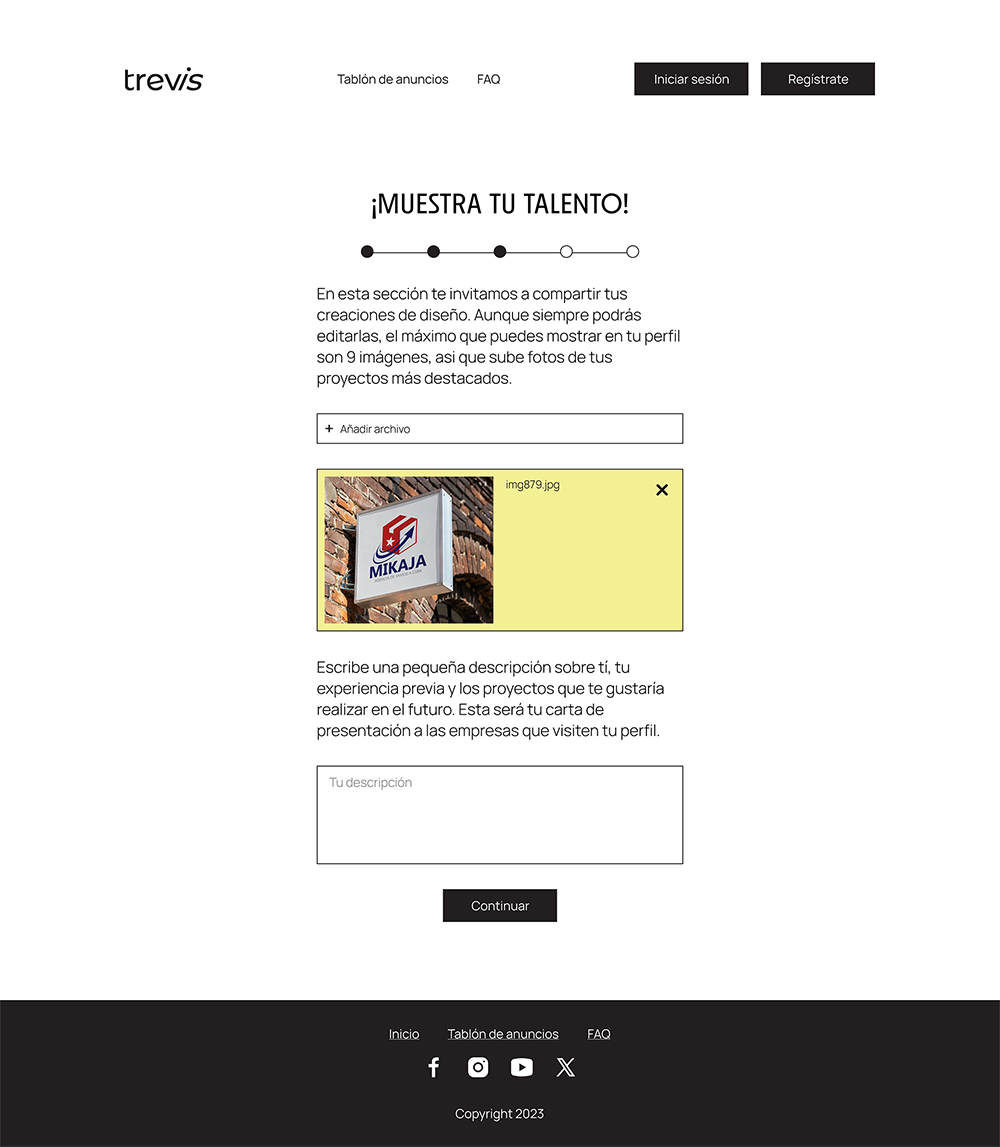 trevis
Tablón de anuncios
FAQ
Iniciar sesión
Regístrate
¡MUESTRA TU TALENTO!
En esta sección te invitamos a compartir tus
creaciones de diseño. Aunque siempre podrás
editarlas, el máximo que puedes mostrar en tu perfil
son 9 imágenes, asi que sube fotos de tus
proyectos más destacados.
+ Añadir archivo
img879.jpg
MIKAJA
AGENCIA DE ENVÍOS A CUBA
Escribe una pequeña descripción sobre tí, tu
experiencia previa y los proyectos que te gustaría
realizar en el futuro. Esta será tu carta de
presentación a las empresas que visiten tu perfil.
Tu descripción
Continuar
Inicio
Tablón de anuncios
FAQ
Copyright 2023